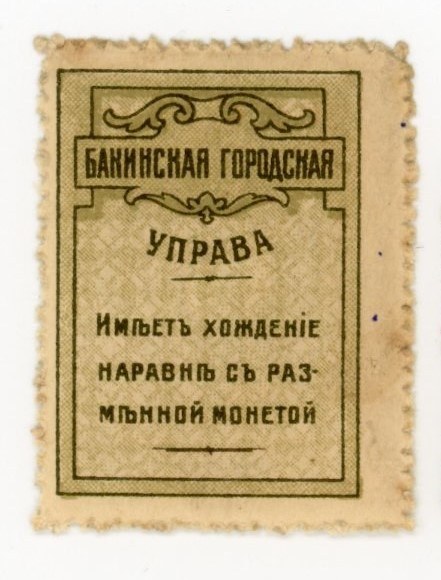 БАКИНСКАЯ ГОРОДСКАЯ
УПРАВА
ИМѢЕТЪ ХОЖДЕНІЕ
НАРАВНѢ СЪ РАЗ-
МѢННОЙ МОНЕТОЙ